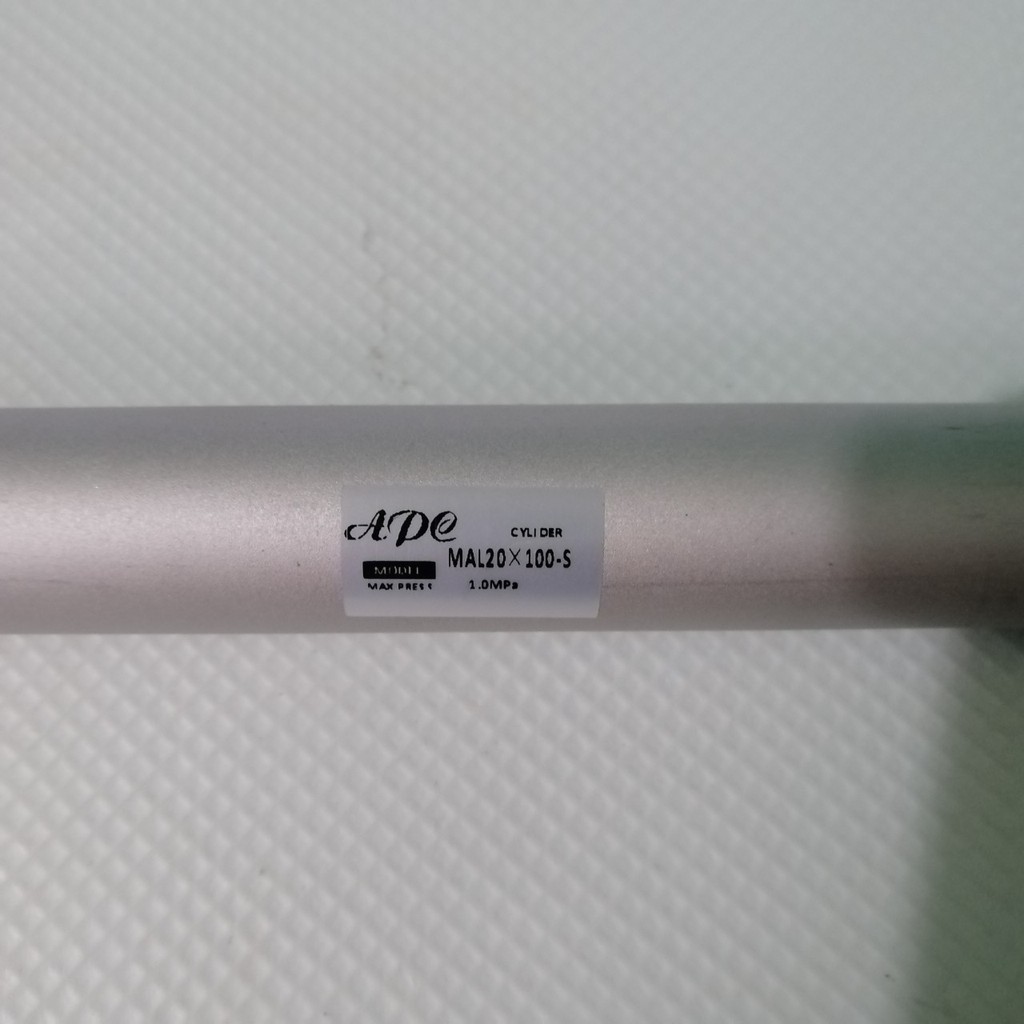 APC
CYLIDER
MODEL MAL20×100-S
MAX PRESS 1.0MPa